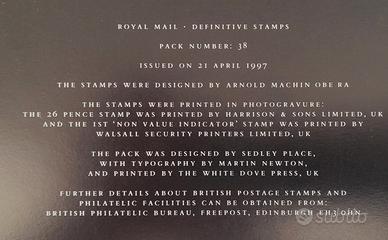 ROYAL MAIL · DEFINITIVE STAMPS
PACK NUMBER: 38
ISSUED ON 21 APRIL 1997
THE STAMPS WERE DESIGNED BY ARNOLD MACHIN OBE RA
THE STAMPS WERE PRINTED IN PHOTOGRAVURE:
THE 26 PENCE STAMP WAS PRINTED BY HARRISON & SONS LIMITED, UK
AND THE 1ST 'NON VALUE INDICATOR' STAMP WAS PRINTED BY
WALSALL SECURITY PRINTERS LIMITED, UK
THE PACK WAS DESIGNED BY SEDLEY PLACE,
WITH TYPOGRAPHY BY MARTIN NEWTON,
AND PRINTED BY THE WHITE DOVE PRESS, UK
FURTHER DETAILS ABOUT BRITISH POSTAGE STAMPS AND
PHILATELIC FACILITIES CAN BE OBTAINED FROM:
BRITISH PHILATELIC BUREAU, FREEPOST, EDINBURGH EH3 0HN
subito